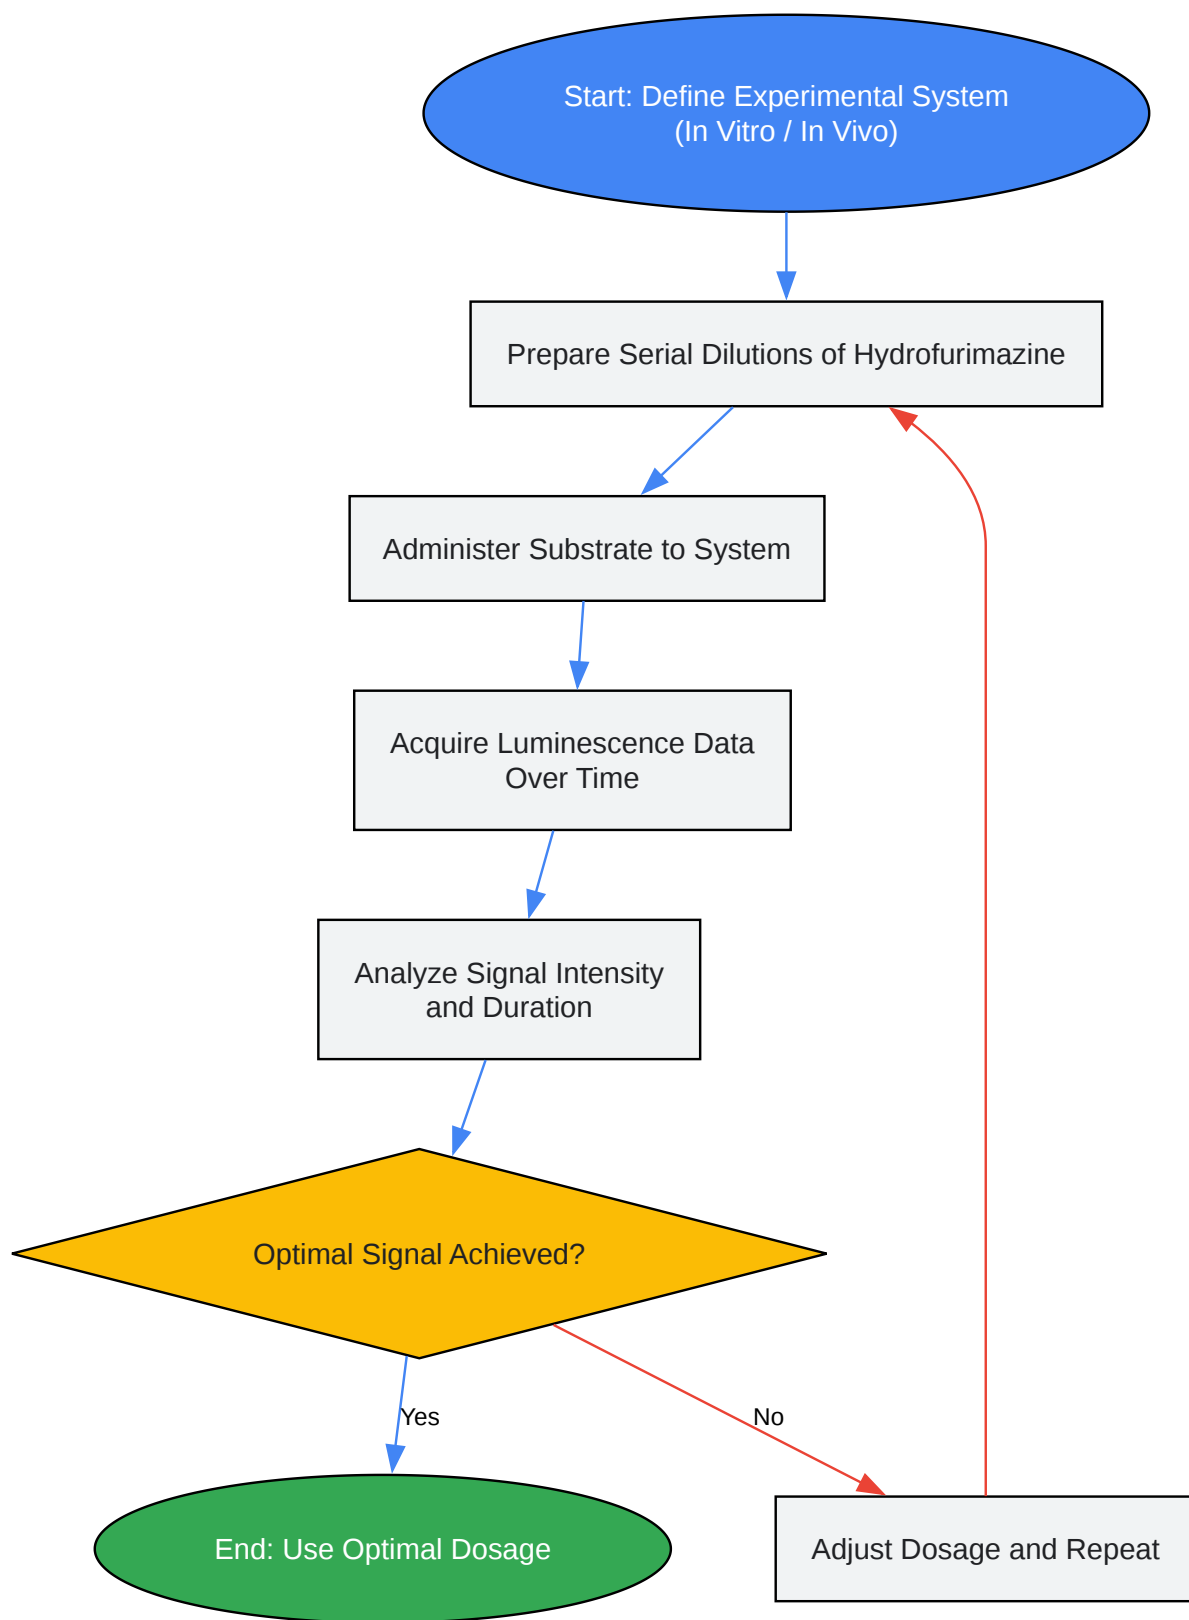 Start: Define Experimental System
(In Vitro / In Vivo)
Prepare Serial Dilutions of Hydrofurimazine
Administer Substrate to System
Acquire Luminescence Data
Over Time
Analyze Signal Intensity
and Duration
Optimal Signal Achieved?
Yes
No
End: Use Optimal Dosage
Adjust Dosage and Repeat